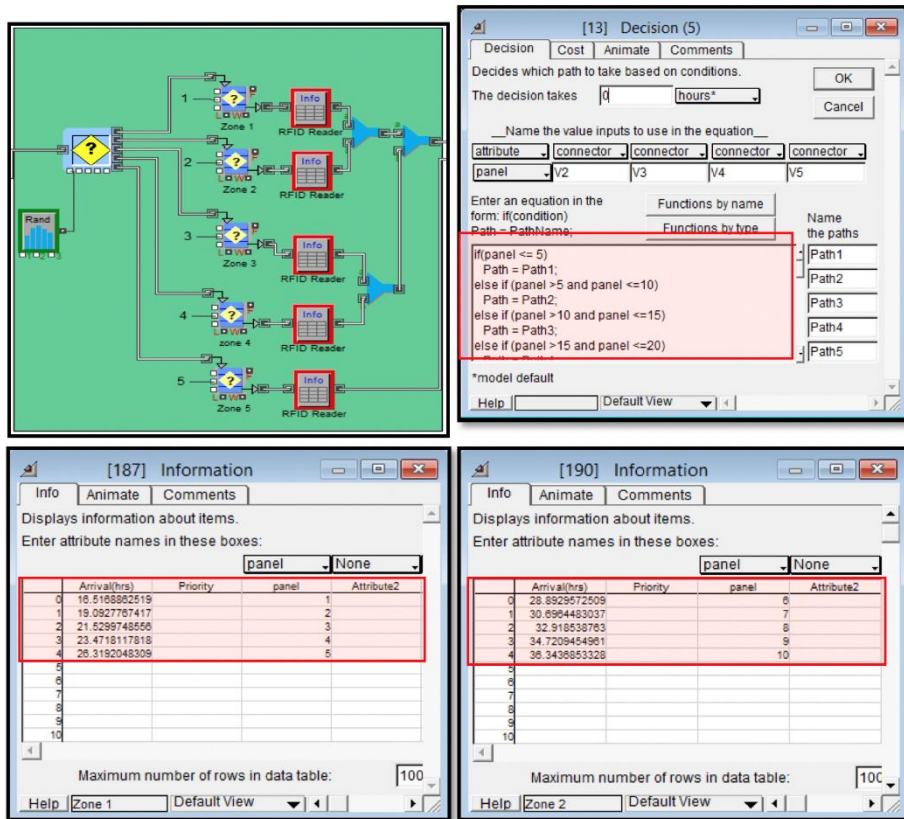 1
Info
Zone 1
RFID Reader
2
Info
Zone 2
RFID Reader
Rand
1 2 3
3
Info
Zone 3
RFID Reader
4
Info
zone 4
RFID Reader
5
Info
Zone 5
RFID Reader
[13] Decision (5)
Decision Cost Animate Comments
Decides which path to take based on conditions.
OK
The decision takes 0 hours*
Cancel
__Name the value inputs to use in the equation__
attribute connector connector connector connector
panel V2 V3 V4 V5
Enter an equation in the
form: if(condition)
Path = PathName;
Functions by name
Functions by type
Name
the paths
if(panel <= 5)
Path = Path1;
else if (panel >5 and panel <=10)
Path = Path2;
else if (panel >10 and panel <=15)
Path = Path3;
else if (panel >15 and panel <=20)
Path1
Path2
Path3
Path4
Path5
*model default
Help Default View
[187] Information
Info Animate Comments
Displays information about items.
Enter attribute names in these boxes:
panel None
Arrival(hrs) Priority panel Attribute2
0 16.5168862519 1
1 19.0927767417 2
2 21.5299748556 3
3 23.4718117818 4
4 26.3192048309 5
5
6
7
8
9
10
Maximum number of rows in data table: 100
Help Zone 1 Default View
[190] Information
Info Animate Comments
Displays information about items.
Enter attribute names in these boxes:
panel None
Arrival(hrs) Priority panel Attribute2
0 28.8929572509 6
1 30.6964483037 7
2 32.918538763 8
3 34.7209454961 9
4 36.3436853328 10
5
6
7
8
9
10
Maximum number of rows in data table: 100
Help Zone 2 Default View